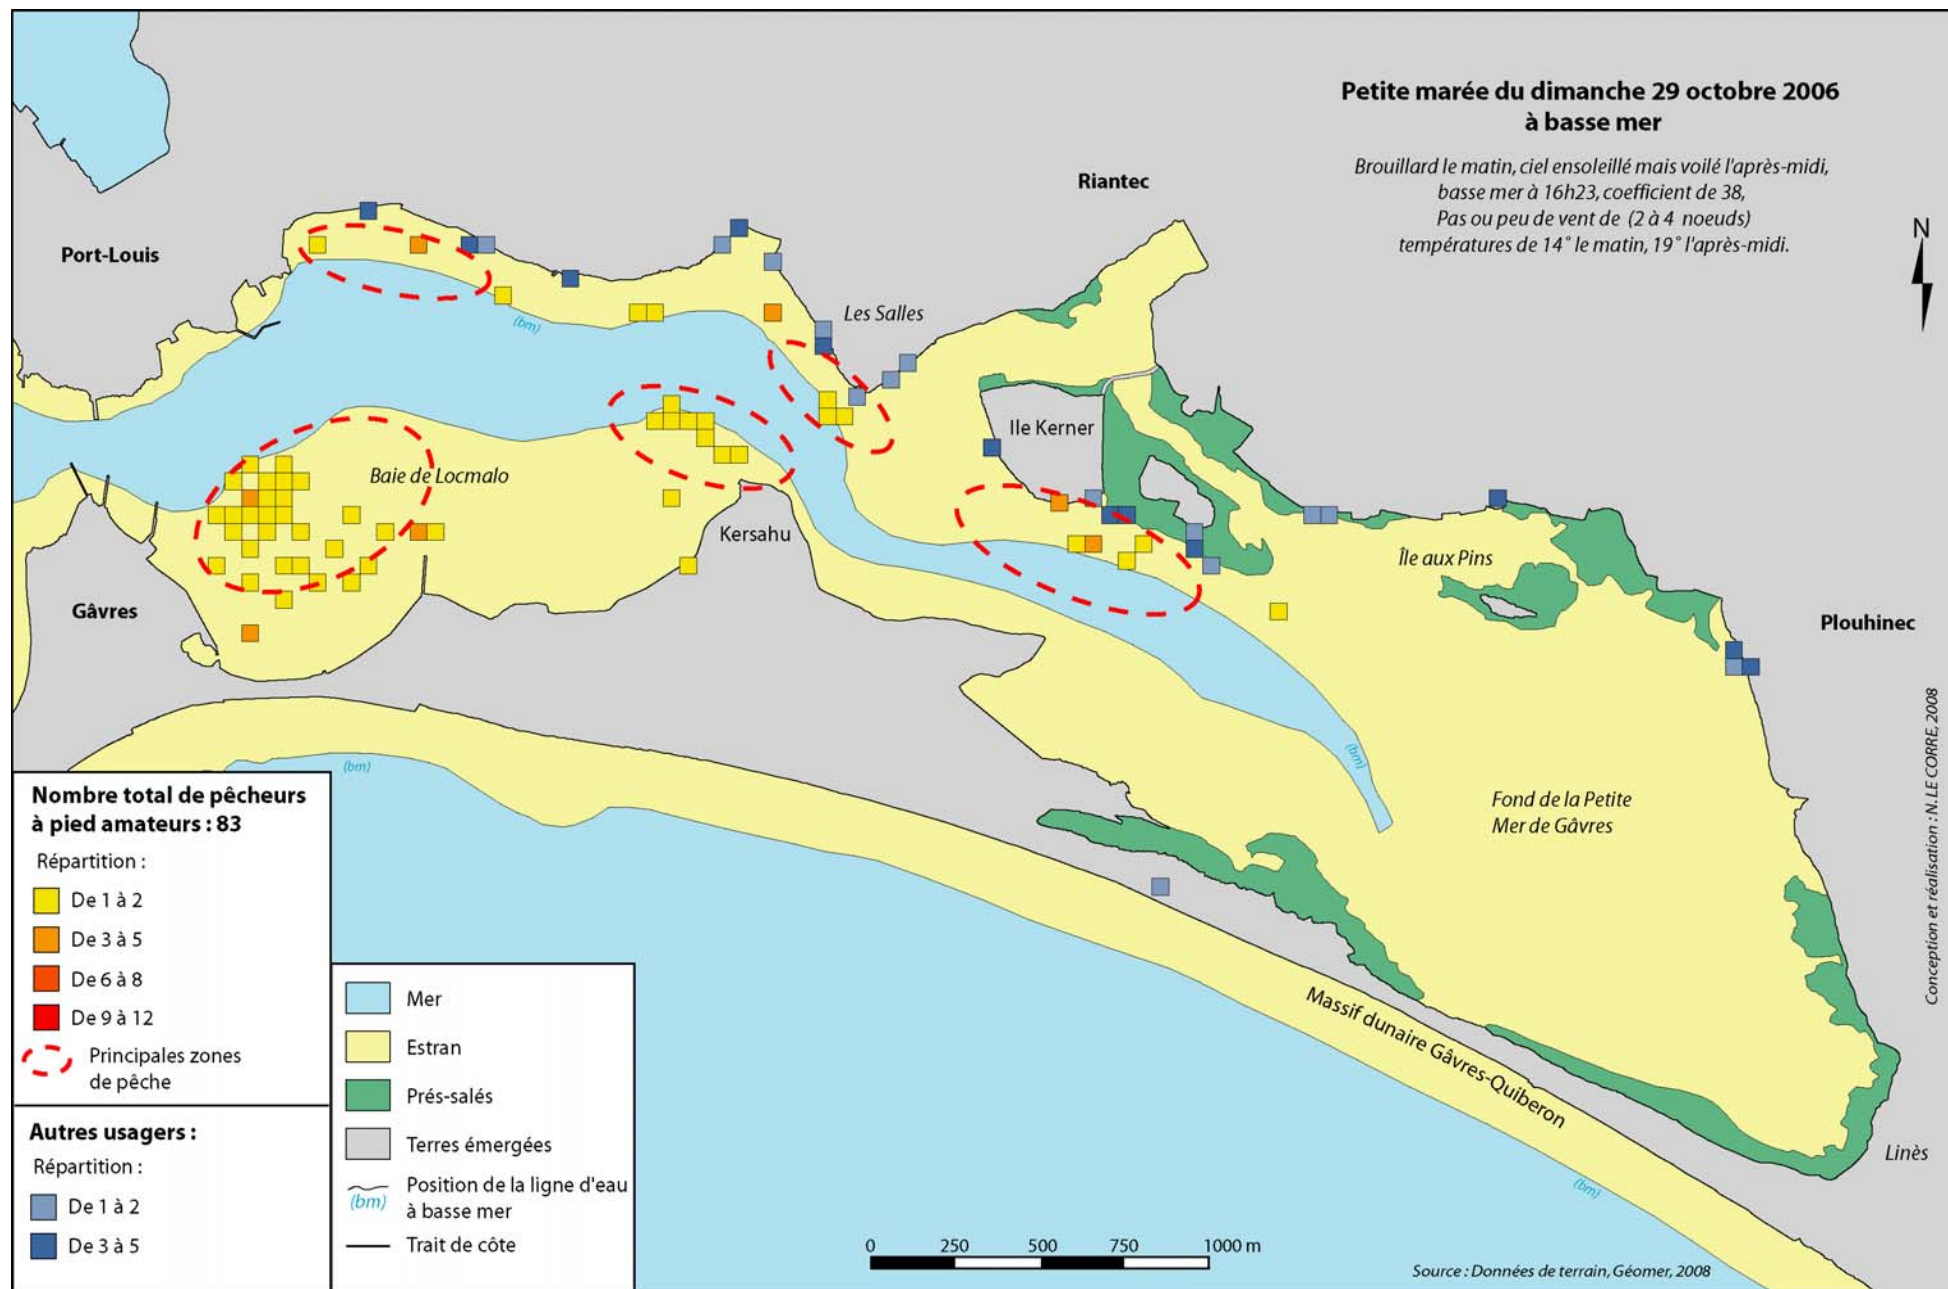 Petite marée du dimanche 29 octobre 2006
à basse mer
Brouillard le matin, ciel ensoleillé mais voilé l'après-midi,
basse mer à 16h23, coefficient de 38,
Pas ou peu de vent de (2 à 4 noeuds)
températures de 14° le matin, 19° l'après-midi.
Riantec
N
Port-Louis
Les Salles
(bm)
Ile Kerner
Baie de Locmalo
Kersahu
Île aux Pins
Gâvres
Plouhinec
(bm)
(bm)
Fond de la Petite
Mer de Gâvres
Massif dunaire Gâvres-Quiberon
Linès
(bm)
Conception et réalisation : N. LE CORRE, 2008
Nombre total de pêcheurs
à pied amateurs : 83
Répartition :
De 1 à 2
De 3 à 5
De 6 à 8
De 9 à 12
Principales zones
de pêche
Autres usagers :
Répartition :
De 1 à 2
De 3 à 5
Mer
Estran
Prés-salés
Terres émergées
Position de la ligne d'eau
(bm) à basse mer
Trait de côte
0 250 500 750 1000 m
Source : Données de terrain, Géomer, 2008